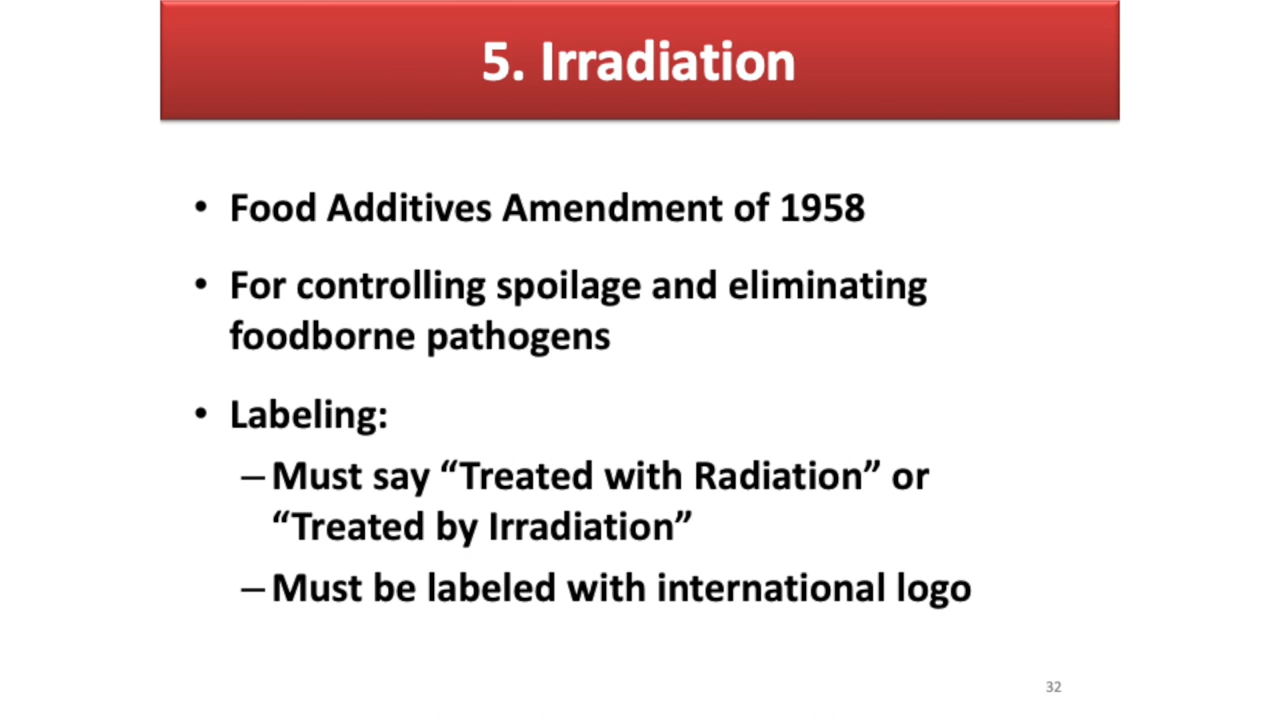 5. Irradiation
• Food Additives Amendment of 1958
• For controlling spoilage and eliminating
foodborne pathogens
• Labeling:
– Must say “Treated with Radiation” or
“Treated by Irradiation”
– Must be labeled with international logo
32